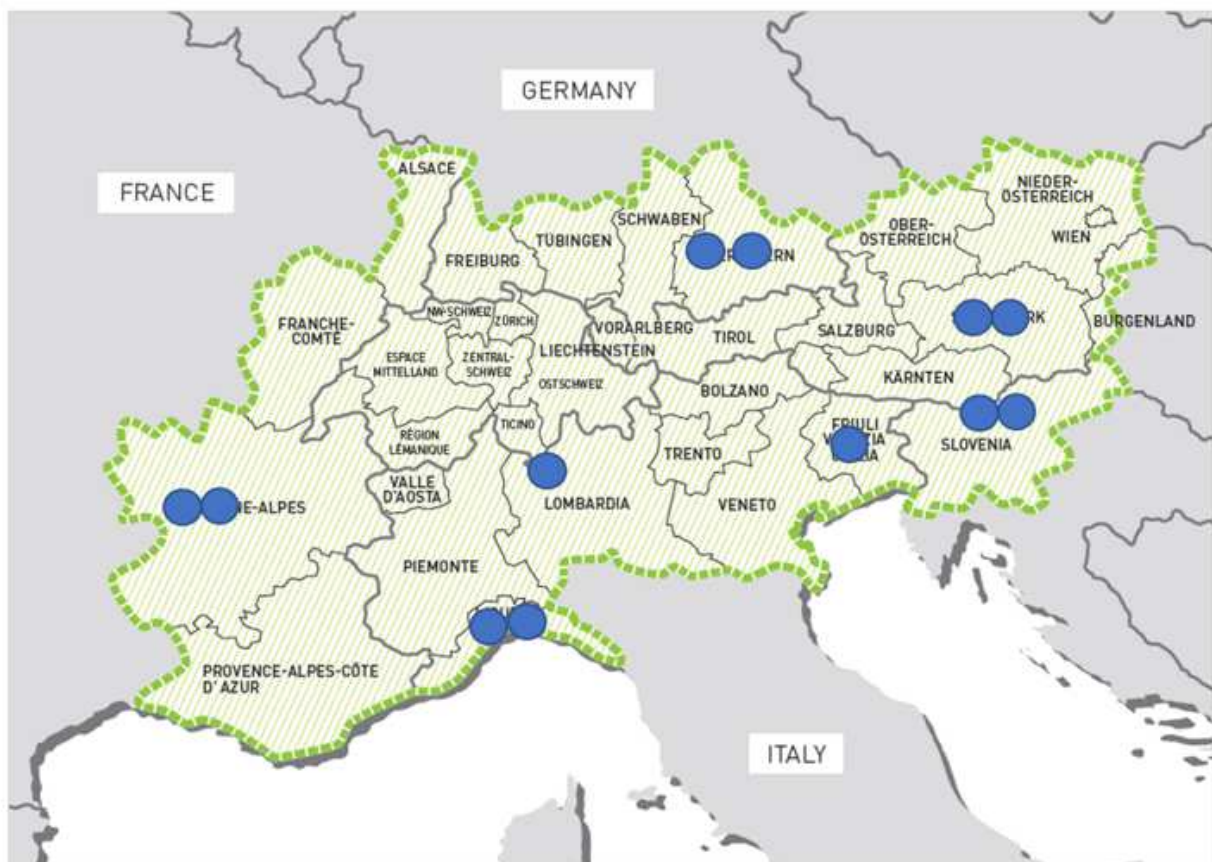 GERMANY
FRANCE
ALSACE
NIEDER-
ÖSTERREICH
SCHWABEN
OBER-
ÖSTERREICH
TÜBINGEN
WIEN
FREIBURG
NW-SCHWEIZ
ZÜRICH
FRANCHE-
COMTÉ
VORARLBERG
TIROL
SALZBURG
BURGENLAND
LIECHTENSTEIN
ESPACE
MITTELLAND
ZENTRAL-
SCHWEIZ
OSTSCHWEIZ
BOLZANO
KÄRNTEN
TICINO
RÉGION
LÉMANIQUE
FRIULI
SLOVENIA
TRENTO
VALLE
D'AOSTA
LOMBARDIA
VENETO
PIEMONTE
PROVENCE-ALPES-CÔTE
D' AZUR
ITALY